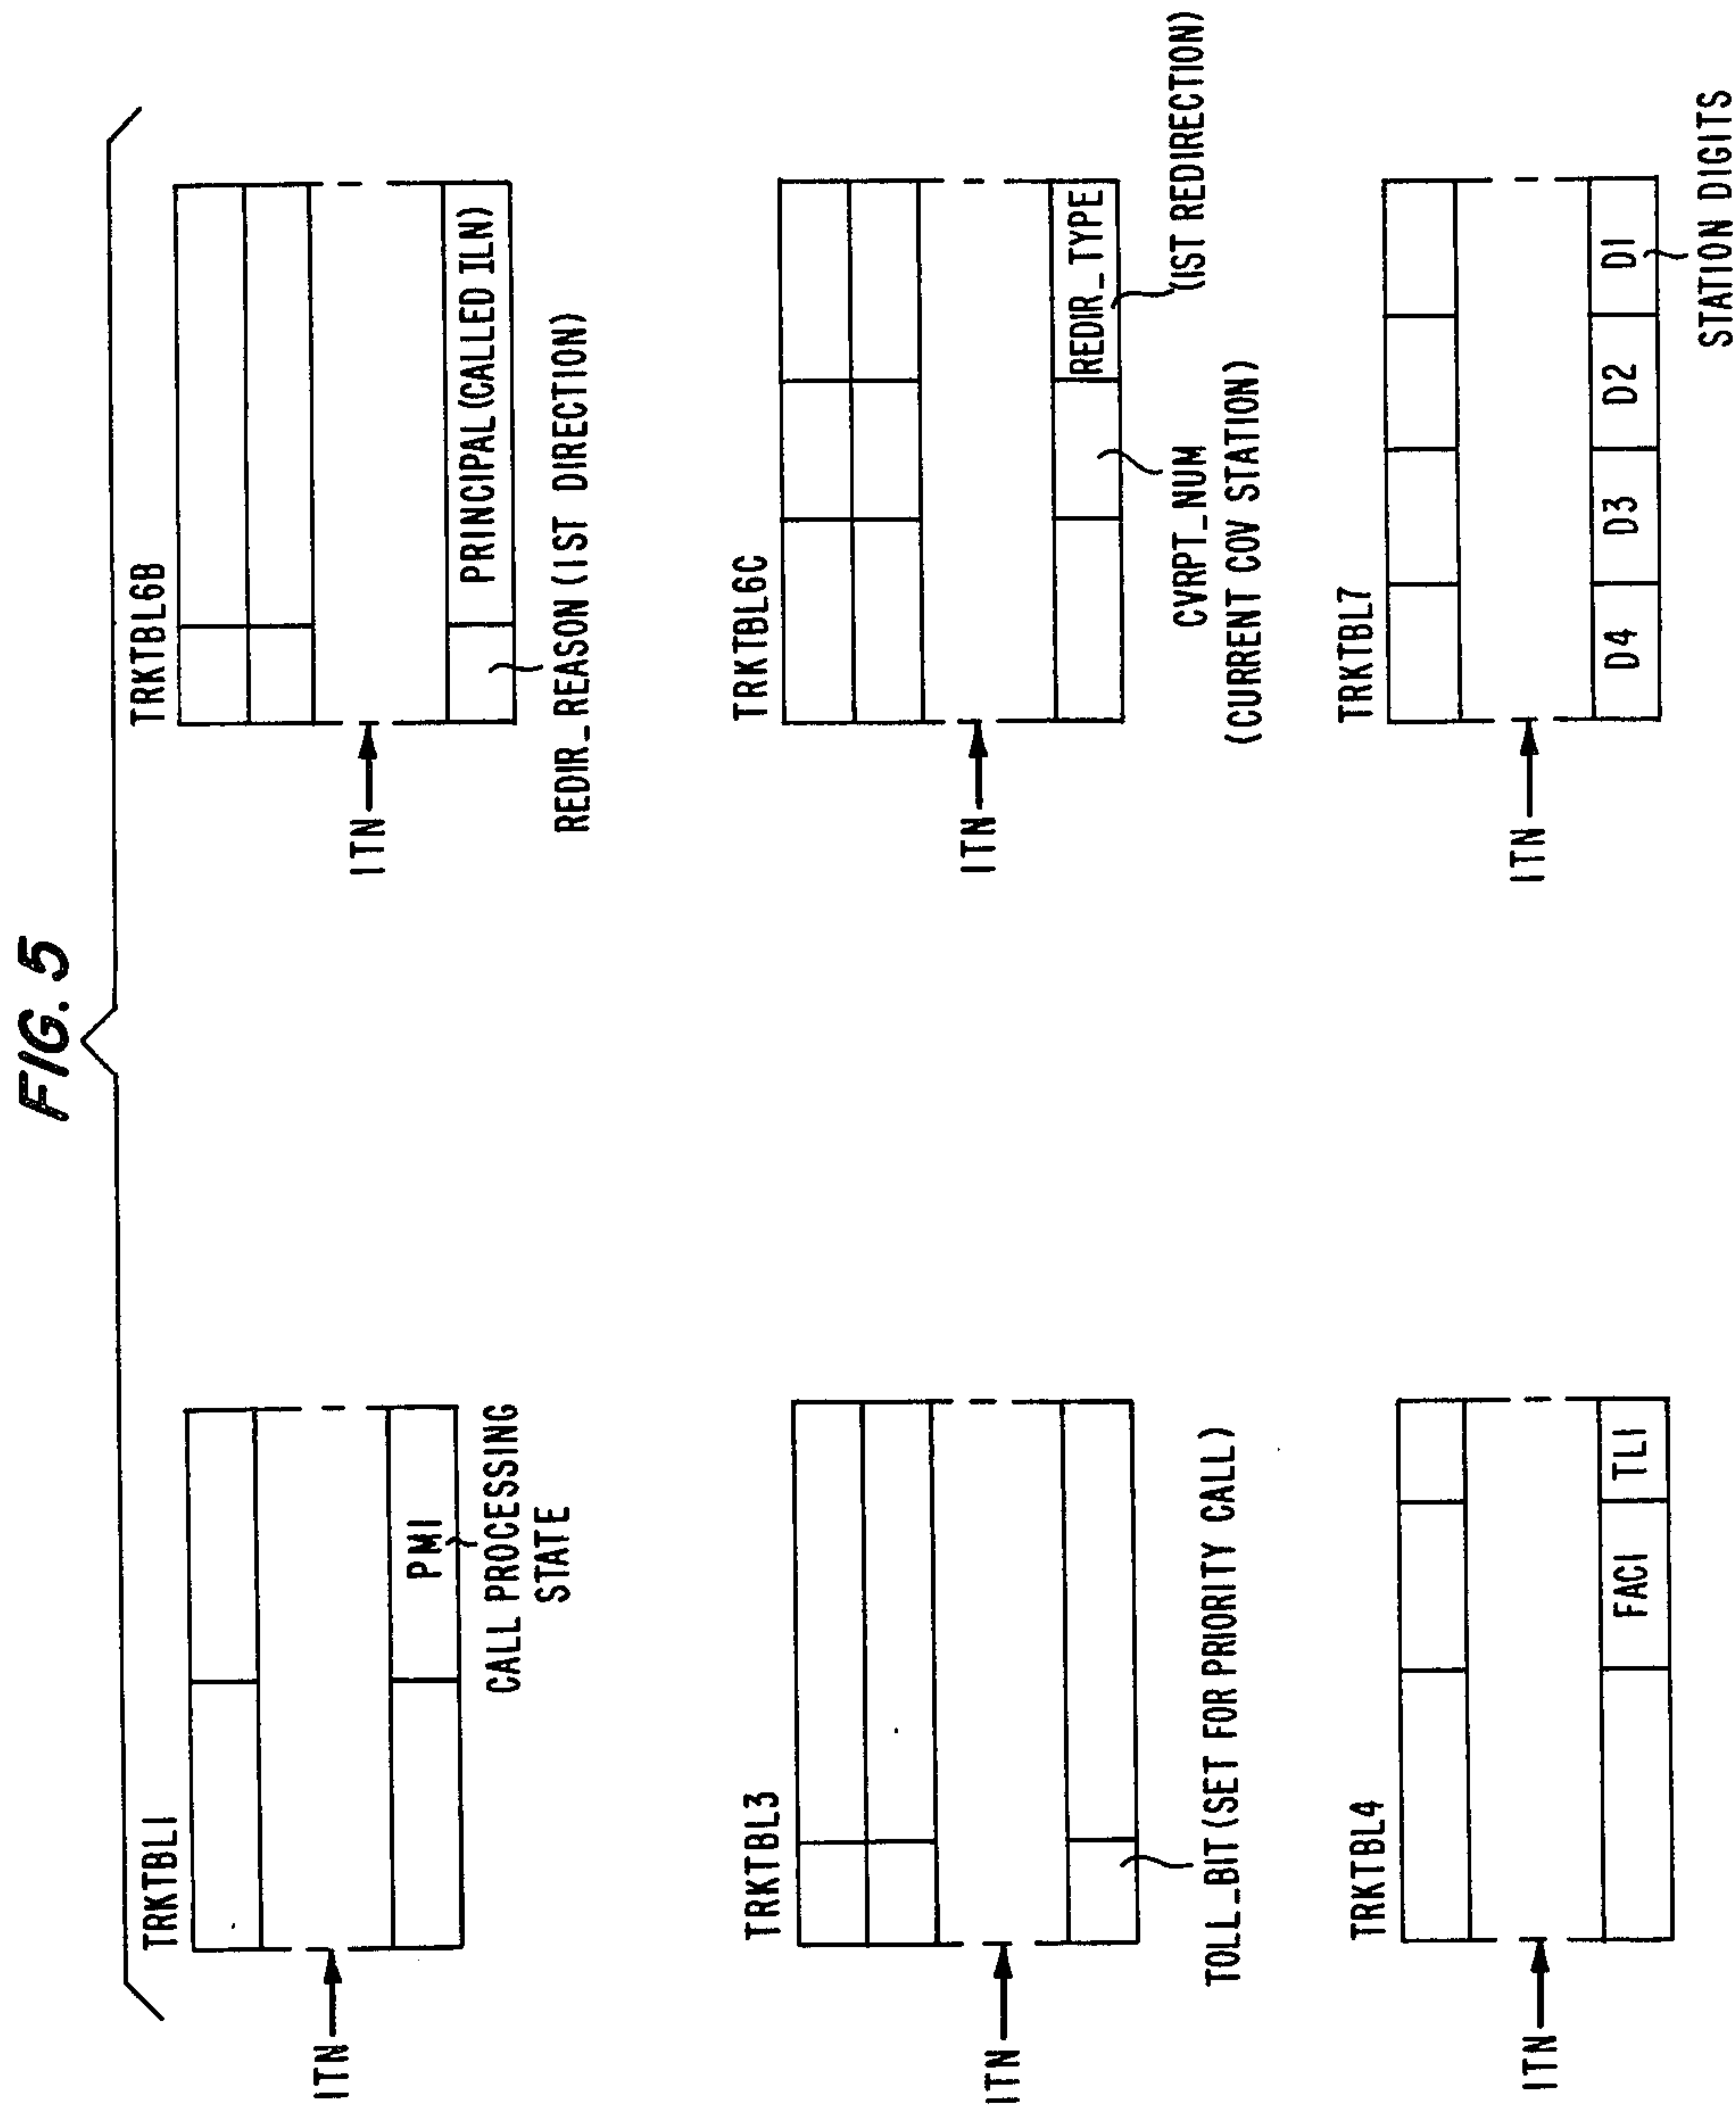 FIG. 5
TRKTBL1
ITN
PMI
CALL PROCESSING
STATE
TRKTBL3
ITN
TOLL_BIT (SET FOR PRIORITY CALL)
TRKTBL4
ITN
FAC1 TL1
TRKTBL6B
ITN
PRINCIPAL (CALLED ILN)
REDIR_REASON (1ST DIRECTION)
TRKTBL6C
ITN
REDIR_TYPE
(1ST REDIRECTION)
CVRPT_NUM
(CURRENT COV STATION)
TRKTBL7
ITN
D4 D3 D2 D1
STATION DIGITS